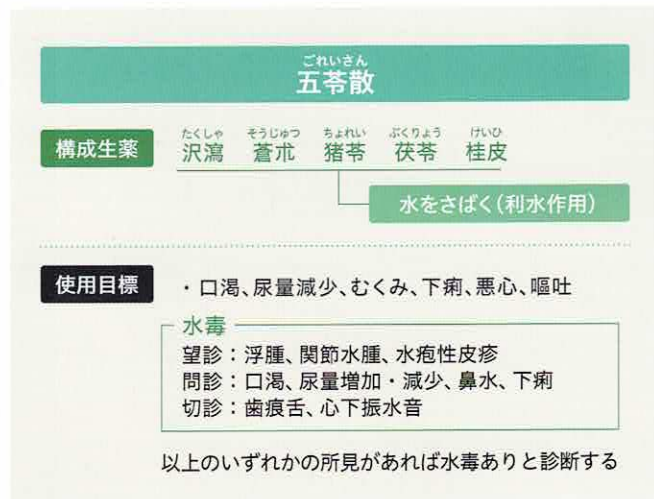 ごれいさん
五苓散
構成生薬
たくしゃ そうじゅつ ちょれい ぶくりょう けいひ
沢瀉 蒼朮 猪苓 茯苓 桂皮
水をさばく(利水作用)
使用目標
・口渇、尿量減少、むくみ、下痢、悪心、嘔吐
水毒
望診:浮腫、関節水腫、水疱性皮疹
問診:口渇、尿量増加・減少、鼻水、下痢
切診:歯痕舌、心下振水音
以上のいずれかの所見があれば水毒ありと診断する